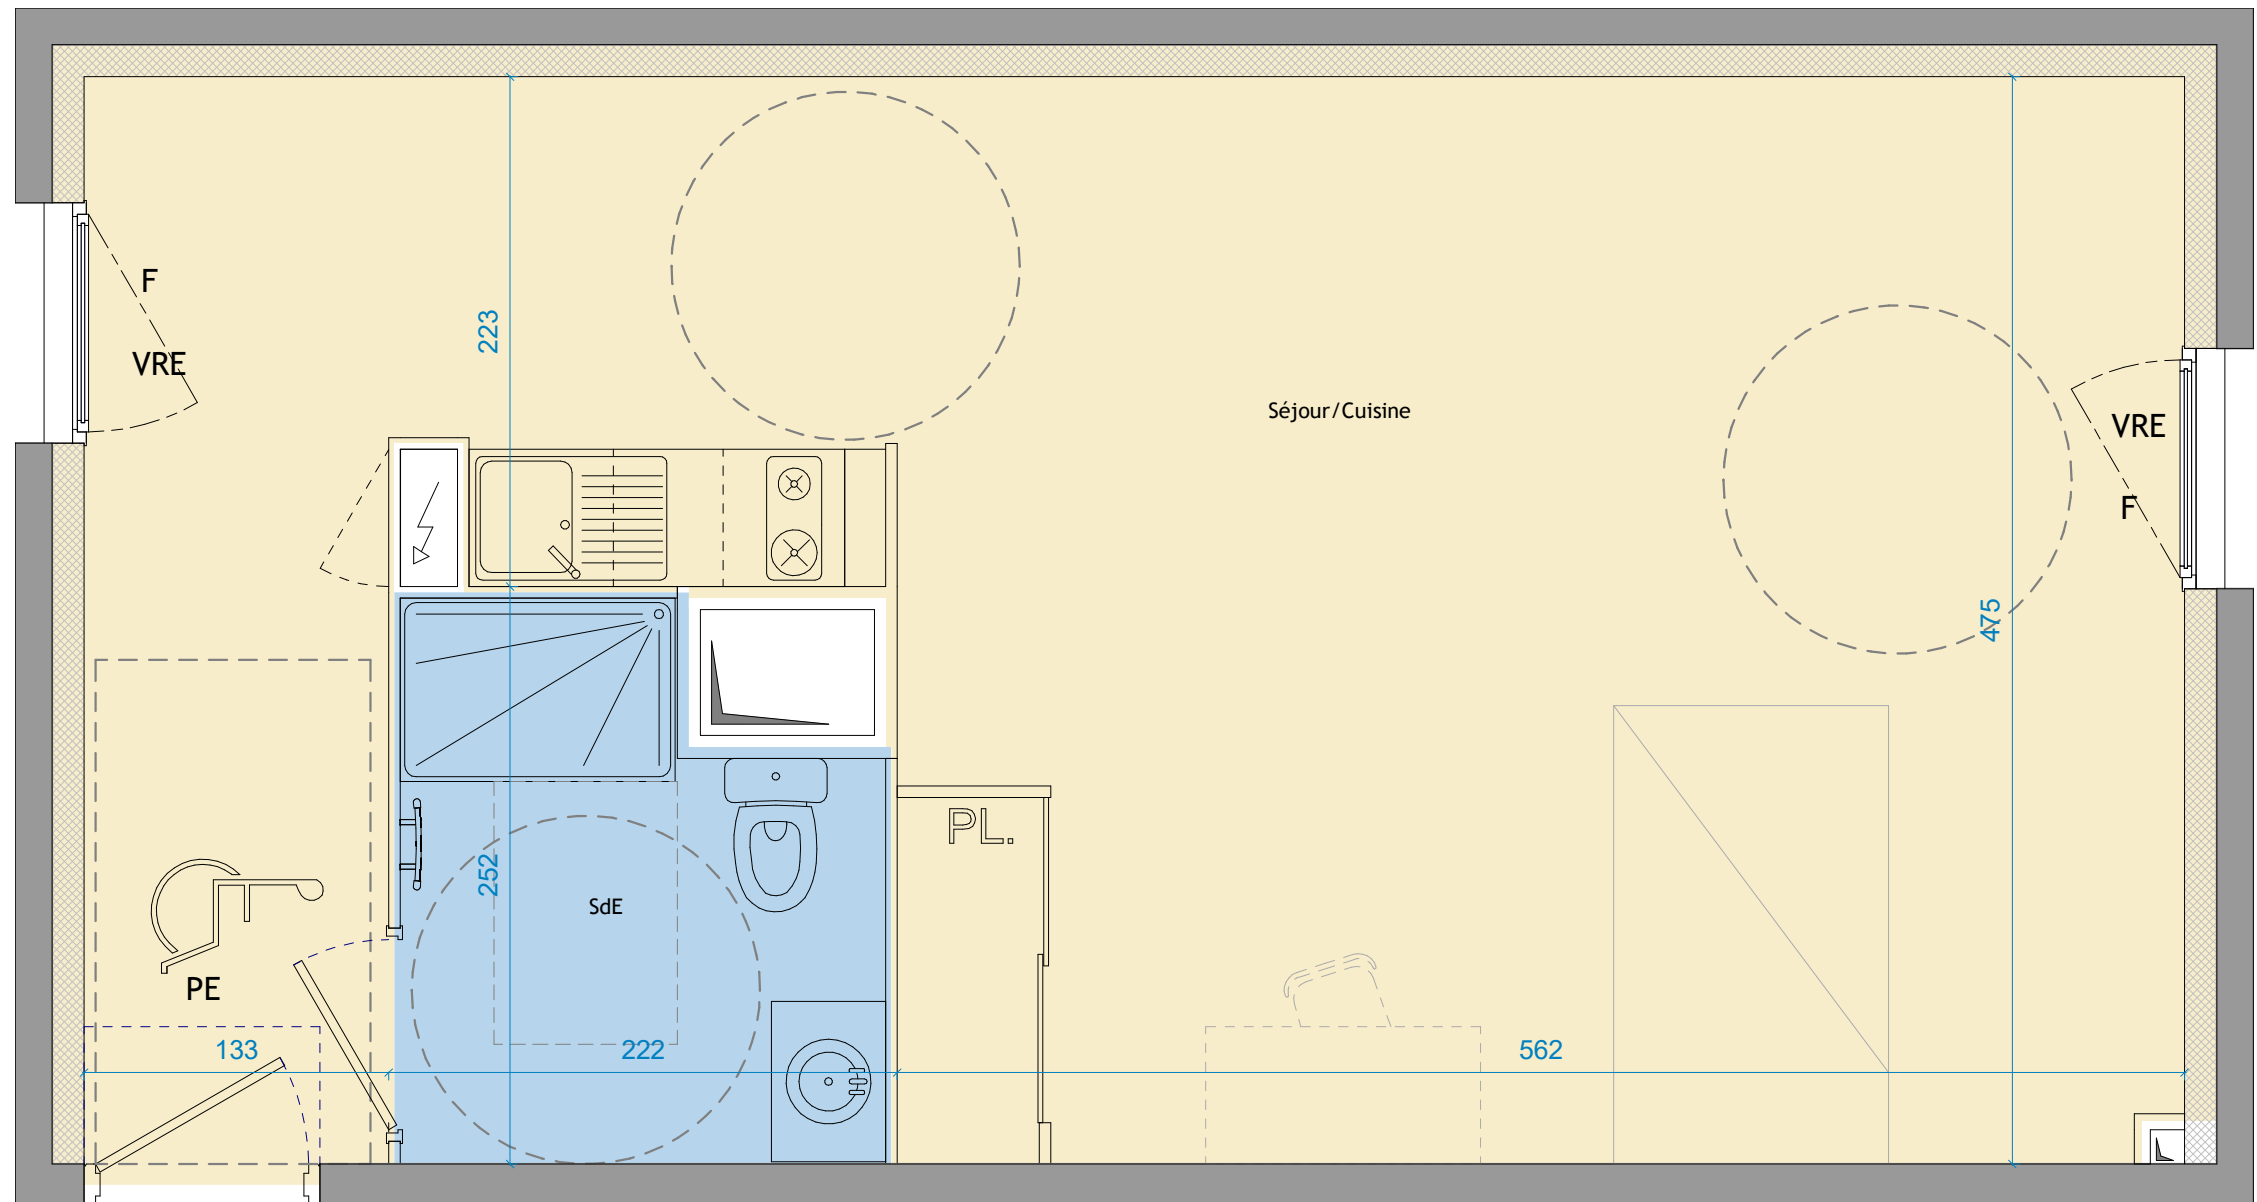 F
VRE
223
Séjour/Cuisine
VRE
F
475
PL.
252
SdE
PE
133
222
562